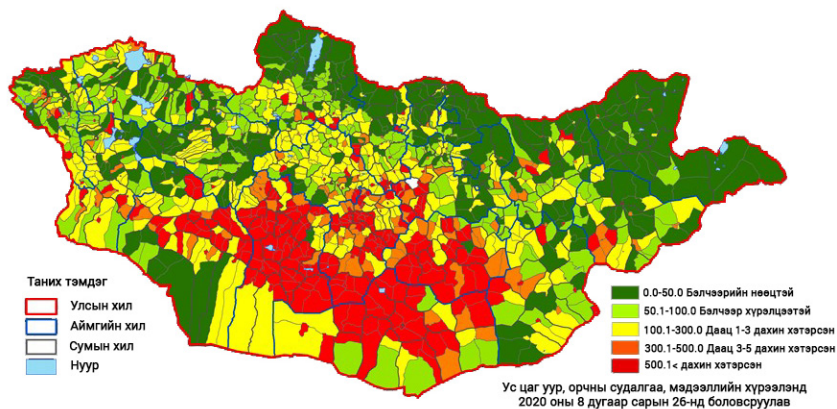 Таних тэмдэг
Улсын хил
Аймгийн хил
Сумын хил
Нуур
0.0-50.0 Бэлчээрийн нөөцтэй
50.1-100.0 Бэлчээр хүрэлцээтэй
100.1-300.0 Даац 1-3 дахин хэтэрсэн
300.1-500.0 Даац 3-5 дахин хэтэрсэн
500.1< дахин хэтэрсэн
Ус цаг уур, орчны судалгаа, мэдээллийн хүрээлэнд
2020 оны 8 дугаар сарын 26-нд боловсруулав